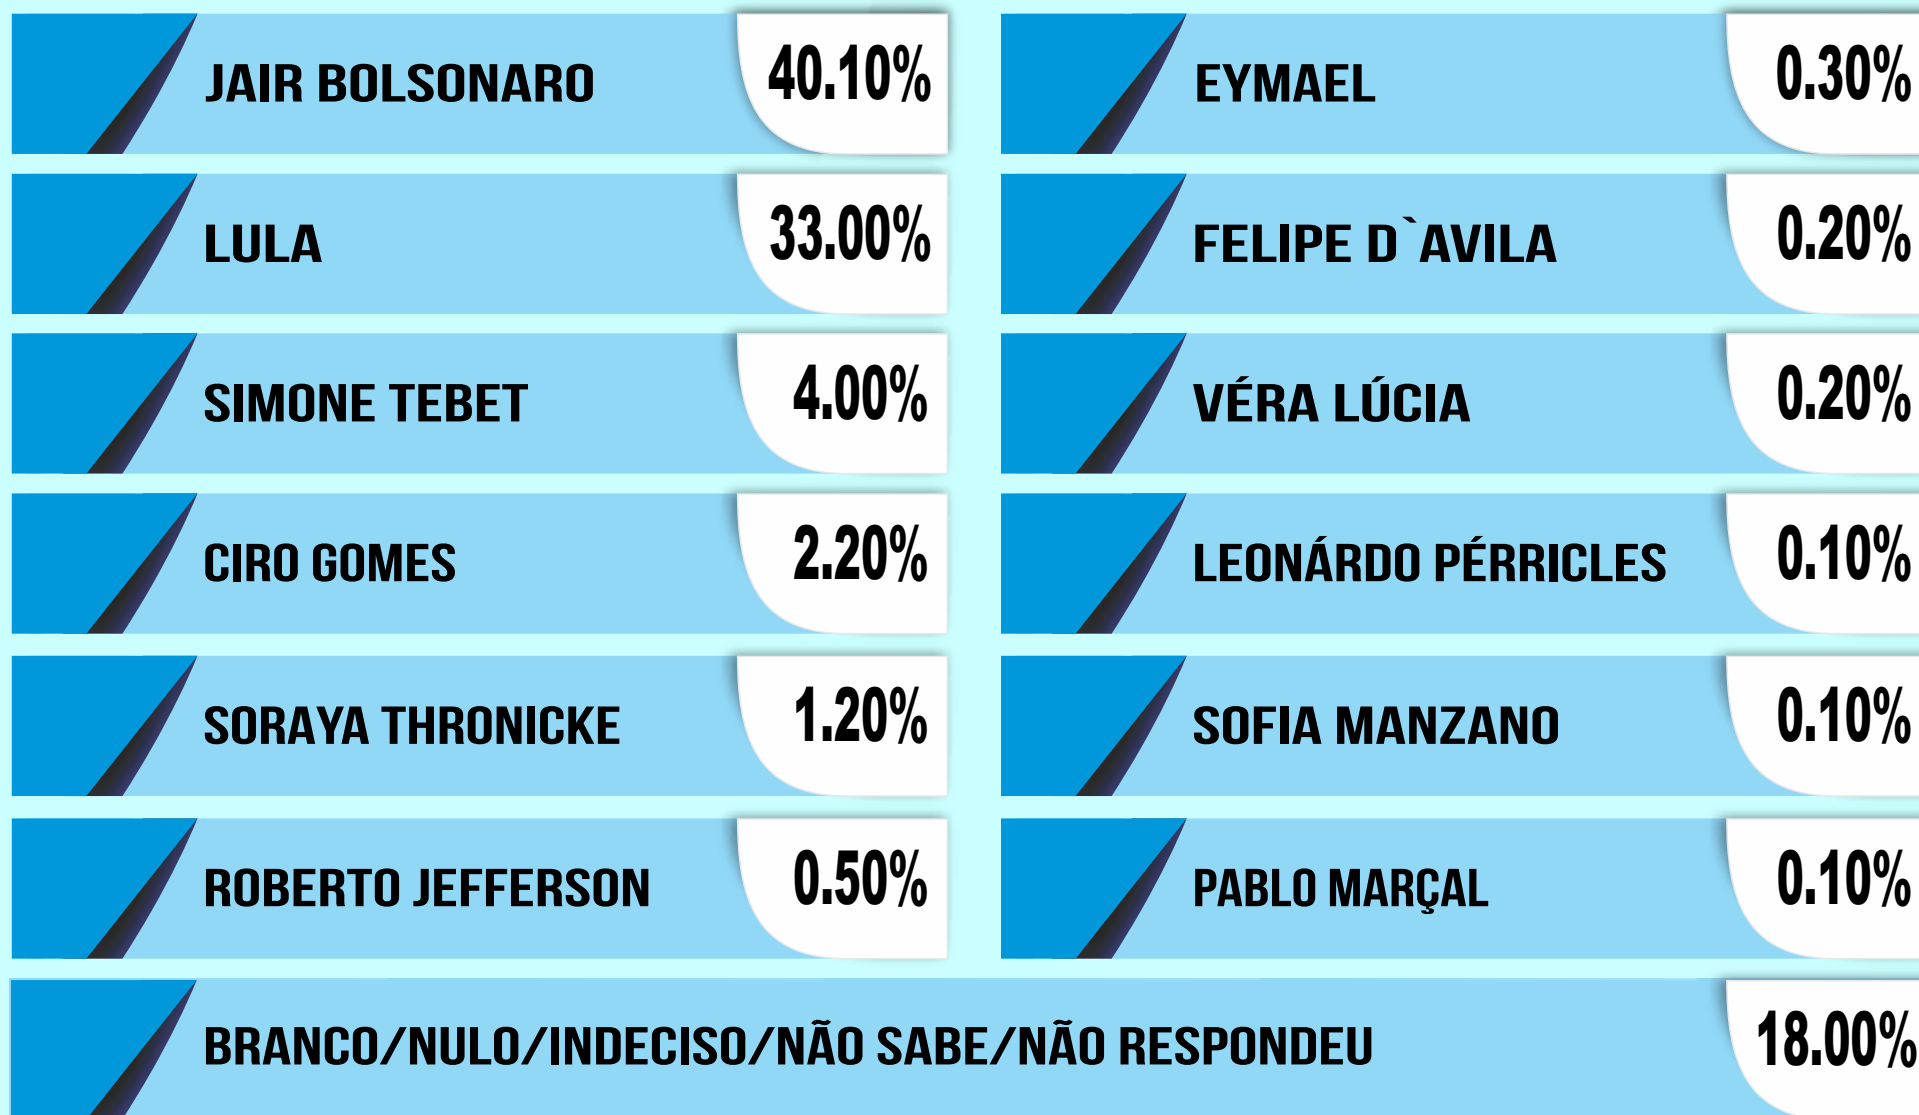 JAIR BOLSONARO 40.10%
LULA 33.00%
SIMONE TEBET 4.00%
CIRO GOMES 2.20%
SORAYA THRONICKE 1.20%
ROBERTO JEFFERSON 0.50%
EYMAEL 0.30%
FELIPE D`AVILA 0.20%
VÉRA LÚCIA 0.20%
LEONÁRDO PÉRRICLES 0.10%
SOFIA MANZANO 0.10%
PABLO MARÇAL 0.10%
BRANCO/NULO/INDECISO/NÃO SABE/NÃO RESPONDEU 18.00%